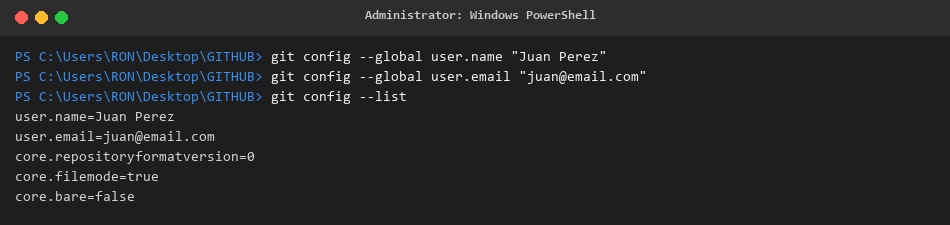 Administrator: Windows PowerShell
PS C:\Users\RON\Desktop\GITHUB> git config --global user.name "Juan Perez"
PS C:\Users\RON\Desktop\GITHUB> git config --global user.email "juan@email.com"
PS C:\Users\RON\Desktop\GITHUB> git config --list
user.name=Juan Perez
user.email=juan@email.com
core.repositoryformatversion=0
core.filemode=true
core.bare=false